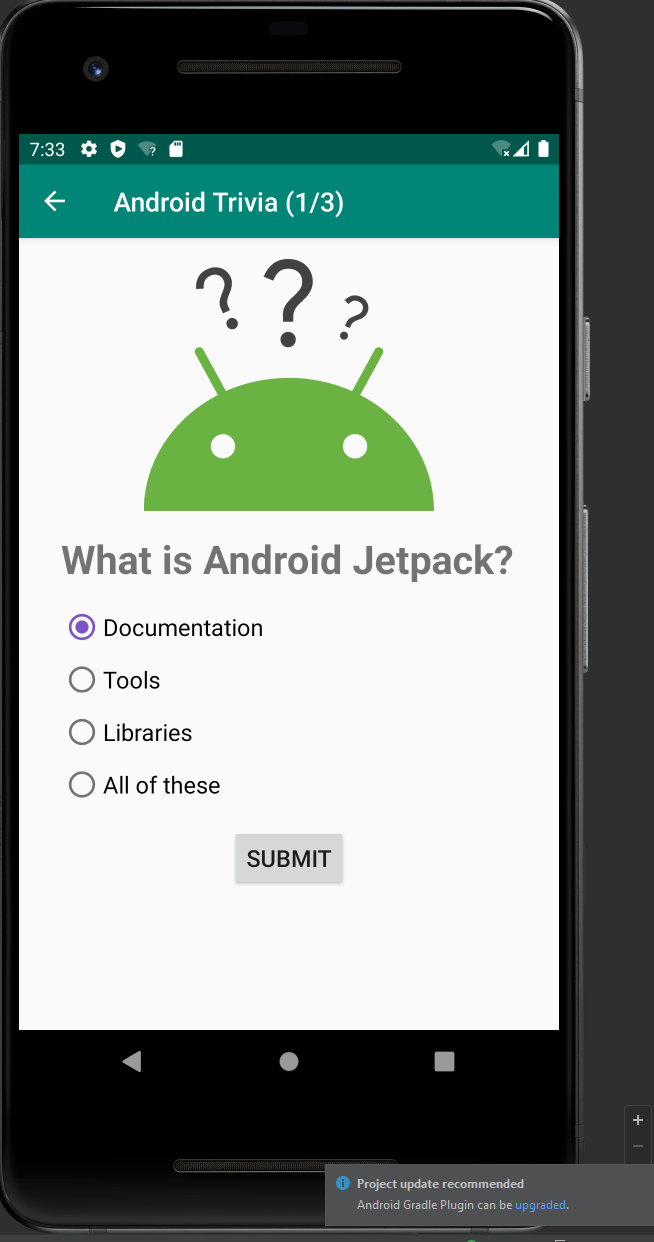 7:33
Android Trivia (1/3)
? ? ?
What is Android Jetpack?
Documentation
Tools
Libraries
All of these
SUBMIT
Project update recommended
Android Gradle Plugin can be upgraded.